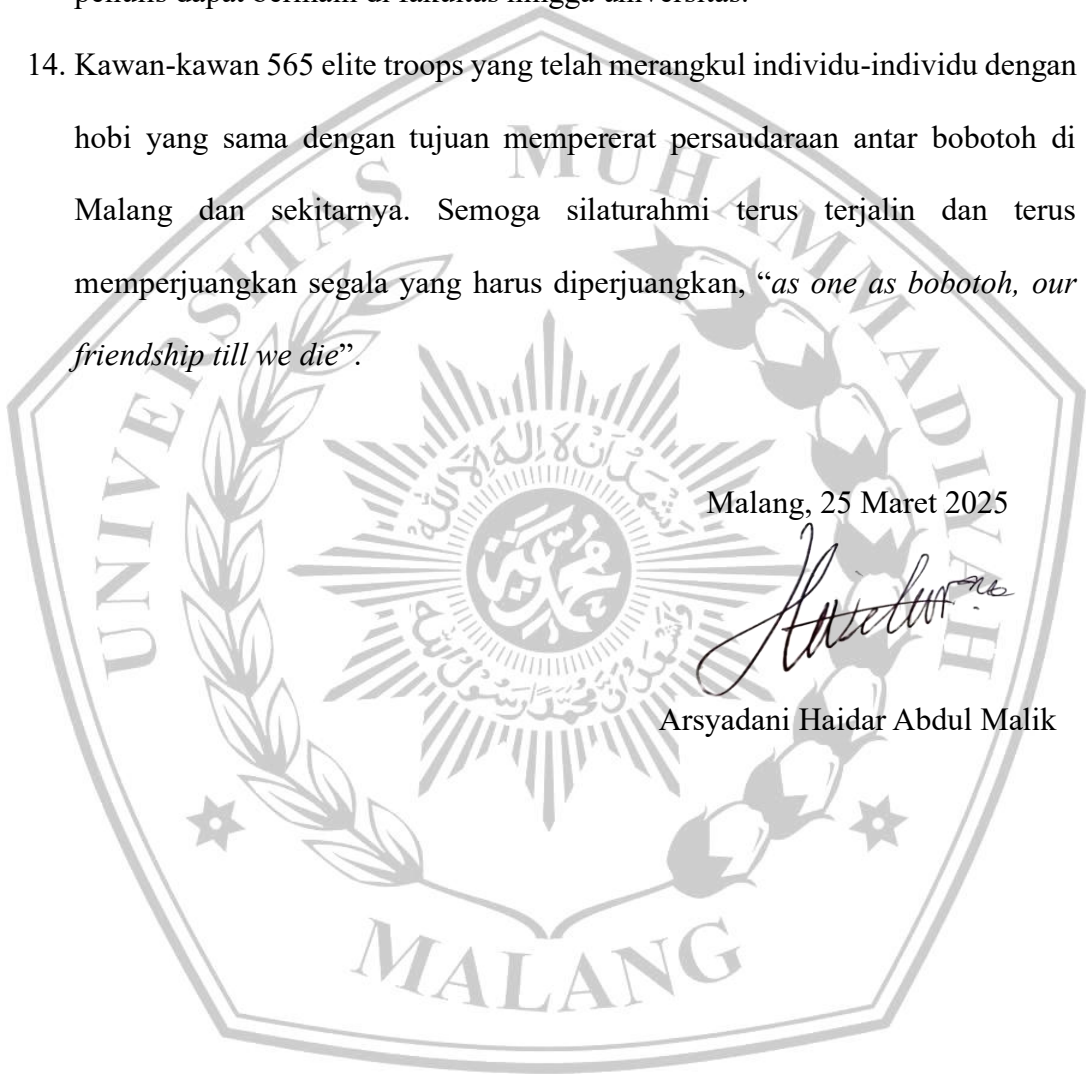 penulis dapat bermain di fakultas hingga universitas.
14. Kawan-kawan 565 elite troops yang telah merangkul individu-individu dengan
hobi yang sama dengan tujuan mempererat persaudaraan antar bobotoh di
Malang dan sekitarnya. Semoga silaturahmi terus terjalin dan terus
memperjuangkan segala yang harus diperjuangkan, “as one as bobotoh, our
friendship till we die”.
Malang, 25 Maret 2025
Arsyadani Haidar Abdul Malik
UNIVERSITAS MUHAMMADIYAH
MALANG